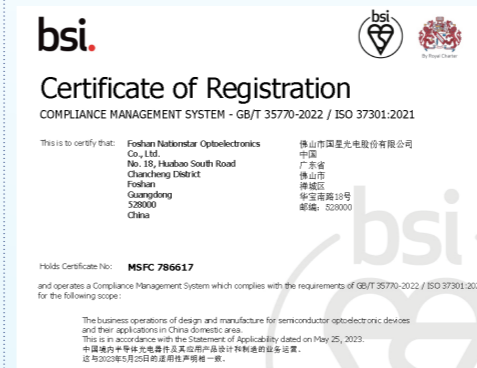 bsi.
bsi
By Royal Charter
Certificate of Registration
COMPLIANCE MANAGEMENT SYSTEM - GB/T 35770-2022 / ISO 37301:2021
This is to certify that:
Foshan Nationstar Optoelectronics
Co., Ltd.
No. 18, Huabao South Road
Chancheng District
Foshan
Guangdong
528000
China
佛山市国星光电股份有限公司
中国
广东省
佛山市
禅城区
华宝南路18号
邮编：528000
bsi
Holds Certificate No:
MSFC 786617
and operates a Compliance Management System which complies with the requirements of GB/T 35770-2022 / ISO 37301:202
for the following scope:
The business operations of design and manufacture for semiconductor optoelectronic devices
and their applications in China domestic area.
This is in accordance with the Statement of Applicability dated on May 25, 2023.
中国境内半导体光电器件及其应用产品设计和制造的业务运营。
这与2023年5月25日的适用性声明相一致。